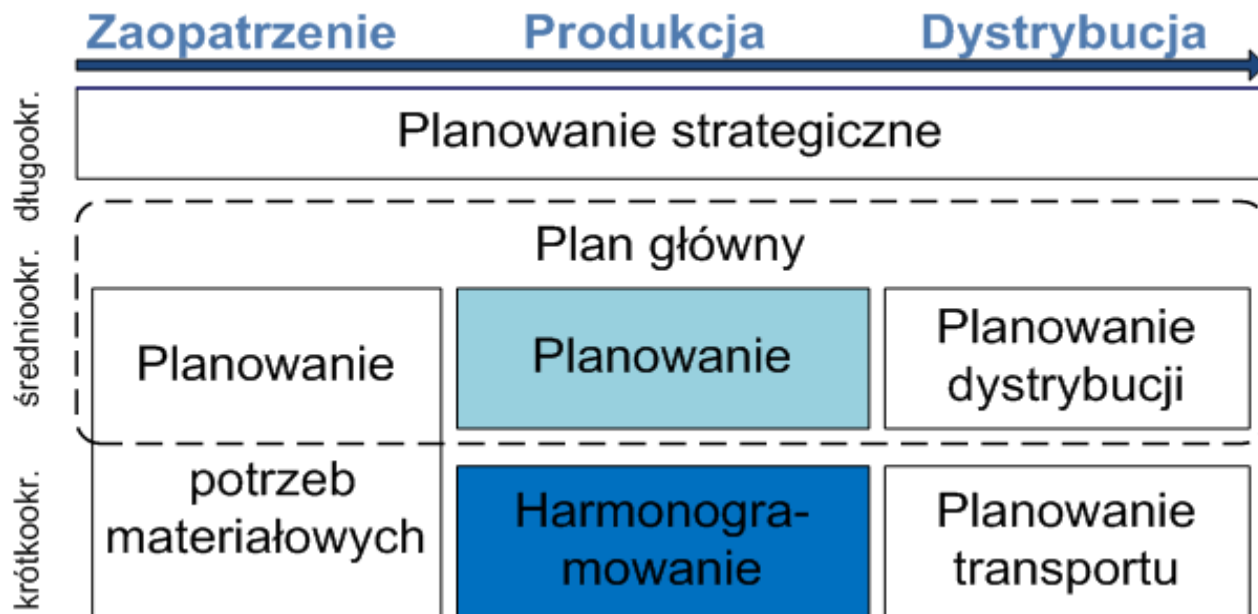 Zaopatrzenie Produkcja Dystrybucja
długookr.
Planowanie strategiczne
średniookr.
Plan główny
Planowanie
potrzeb
materiałowych
Planowanie
Planowanie
dystrybucji
krótkookr.
Harmonogra-
mowanie
Planowanie
transportu